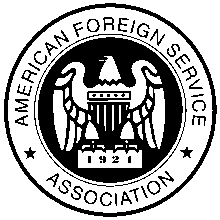 AMERICAN FOREIGN SERVICE
1921
ASSOCIATION